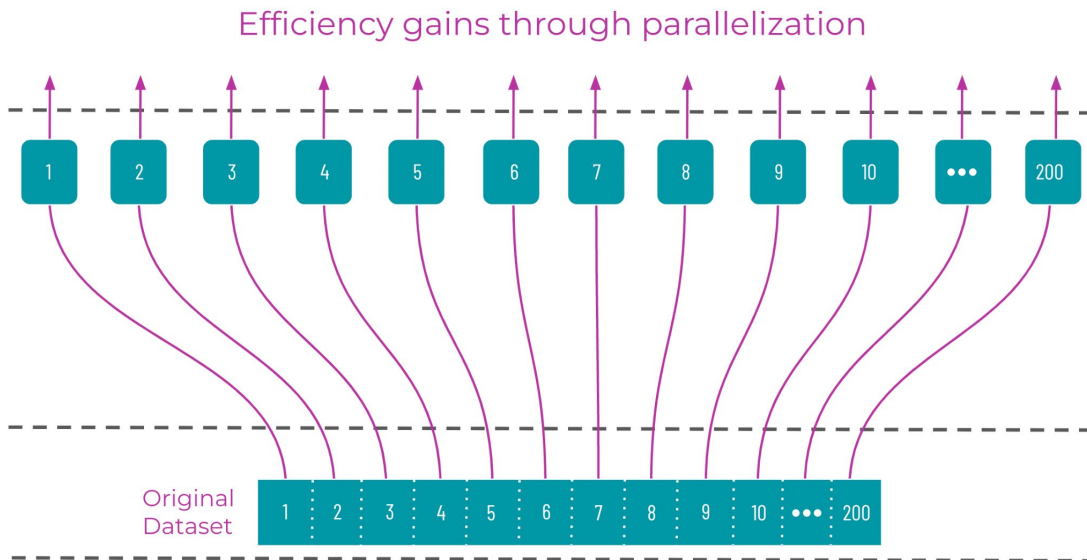 Efficiency gains through parallelization
1 2 3 4 5 6 7 8 9 10 ••• 200
Original
Dataset
1 2 3 4 5 6 7 8 9 10 ••• 200